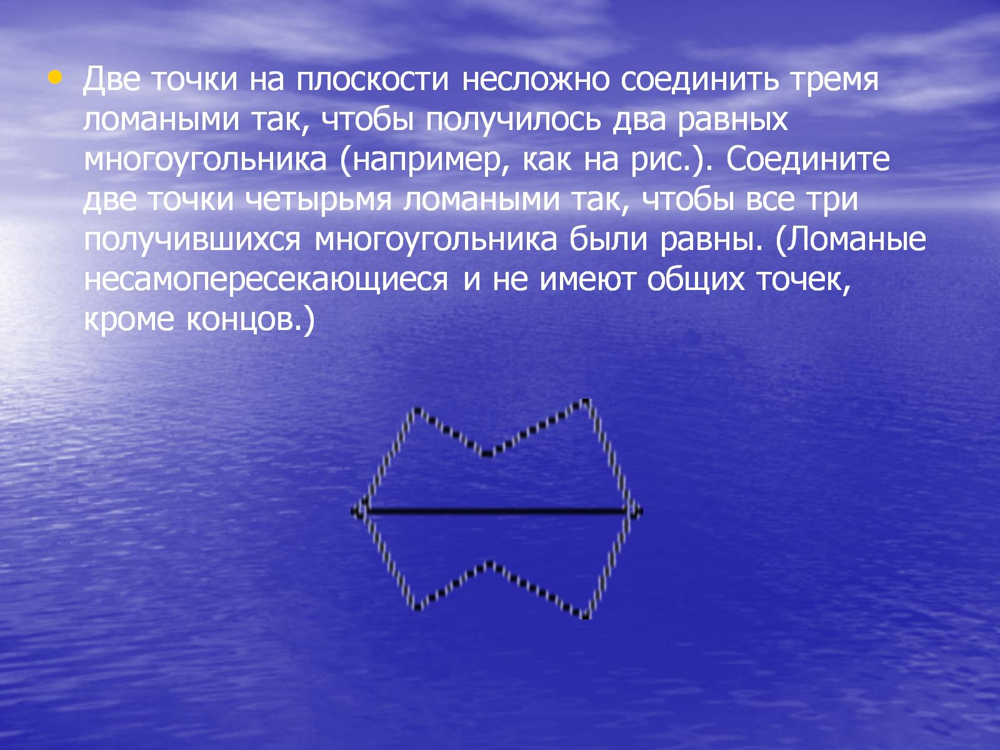 • Две точки на плоскости несложно соединить тремя
ломаными так, чтобы получилось два равных
многоугольника (например, как на рис.). Соедините
две точки четырьмя ломаными так, чтобы все три
получившихся многоугольника были равны. (Ломаные
несамопересекающиеся и не имеют общих точек,
кроме концов.)